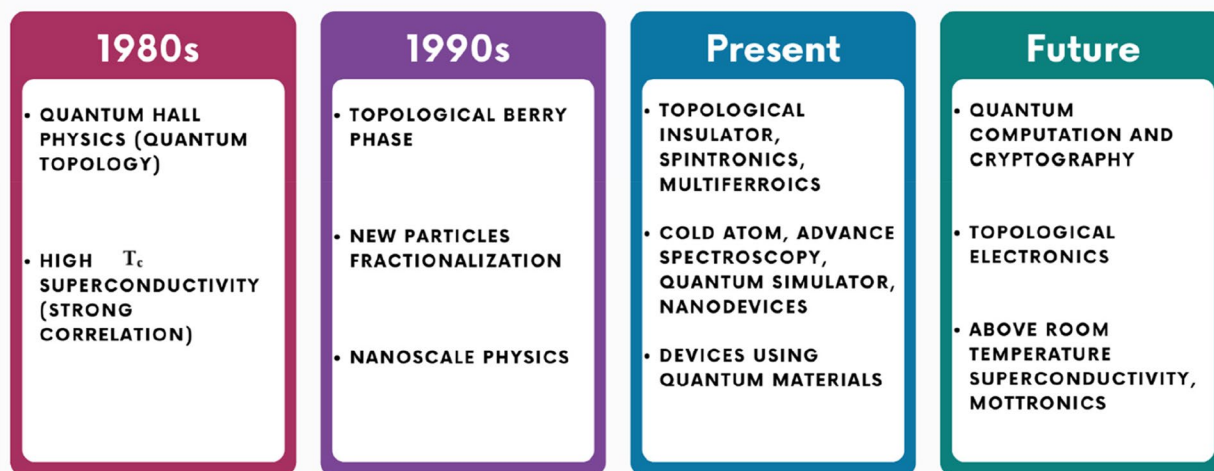 1980s
• QUANTUM HALL
PHYSICS (QUANTUM
TOPOLOGY)
• HIGH Tc
SUPERCONDUCTIVITY
(STRONG
CORRELATION)
1990s
• TOPOLOGICAL BERRY
PHASE
• NEW PARTICLES
FRACTIONALIZATION
• NANOSCALE PHYSICS
Present
• TOPOLOGICAL
INSULATOR,
SPINTRONICS,
MULTIFERROICS
• COLD ATOM, ADVANCE
SPECTROSCOPY,
QUANTUM SIMULATOR,
NANODEVICES
• DEVICES USING
QUANTUM MATERIALS
Future
• QUANTUM
COMPUTATION AND
CRYPTOGRAPHY
• TOPOLOGICAL
ELECTRONICS
• ABOVE ROOM
TEMPERATURE
SUPERCONDUCTIVITY,
MOTTRONICS